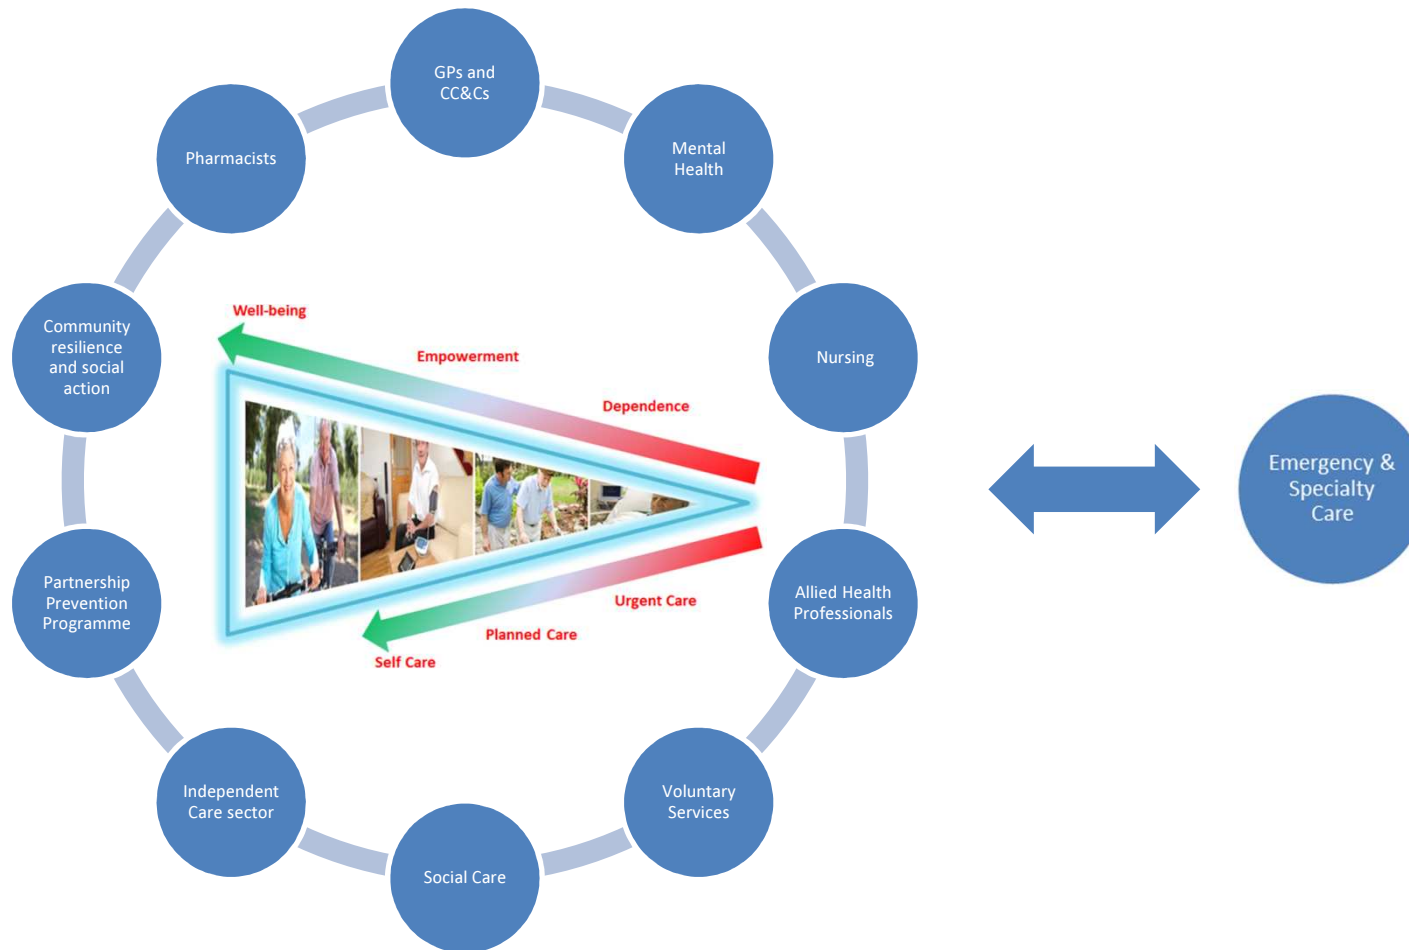 GPs and
CC&Cs
Pharmacists
Mental
Health
Community
resilience
and social
action
Well-being
Empowerment
Dependence
Nursing
Emergency &
Specialty
Care
Partnership
Prevention
Programme
Urgent Care
Planned Care
Self Care
Allied Health
Professionals
Independent
Care sector
Voluntary
Services
Social Care